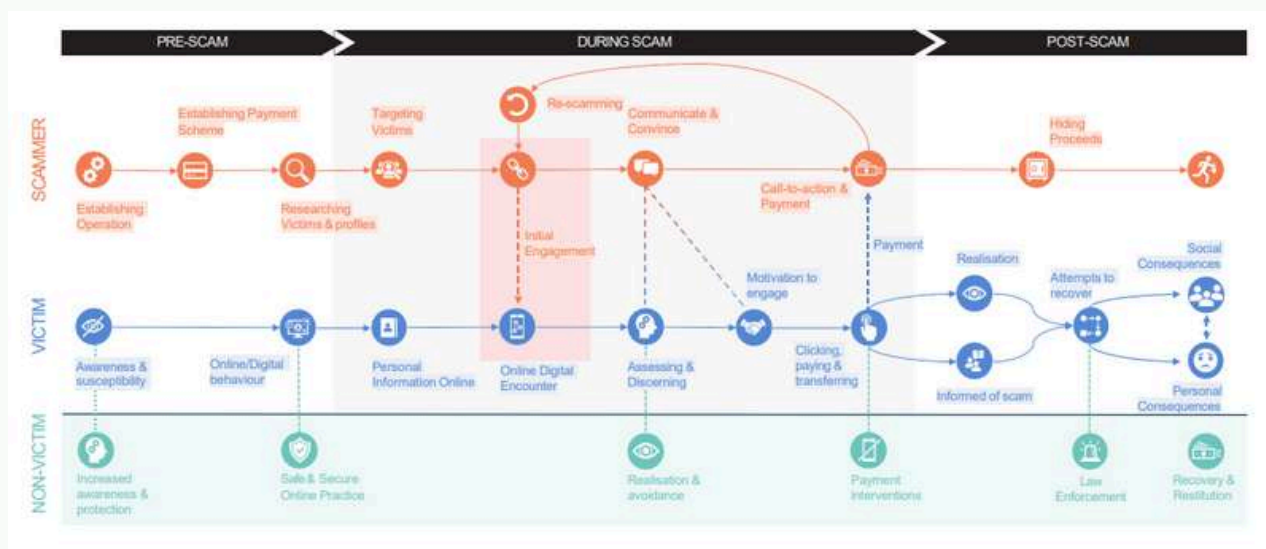 PRE-SCAM
DURING SCAM
POST-SCAM
SCAMMER
Establishing Payment
Scheme
Targeting
Victims
Re-scamming
Communicate &
Convince
Hiding
Proceeds
Establishing
Operation
Researching
Victims & profiles
Initial
Engagement
Call-to-action &
Payment
VICTIM
Payment
Motivation to
engage
Realisation
Attempts to
recover
Social
Consequences
Awareness &
susceptibility
Online/Digital
behaviour
Personal
Information Online
Online Digital
Encounter
Assessing &
Discerning
Clicking,
paying &
transferring
Informed of scam
Personal
Consequences
NON-VICTIM
Increased
awareness &
protection
Safe & Secure
Online Practice
Realisation &
avoidance
Payment
Interventions
Law
Enforcement
Recovery &
Restitution